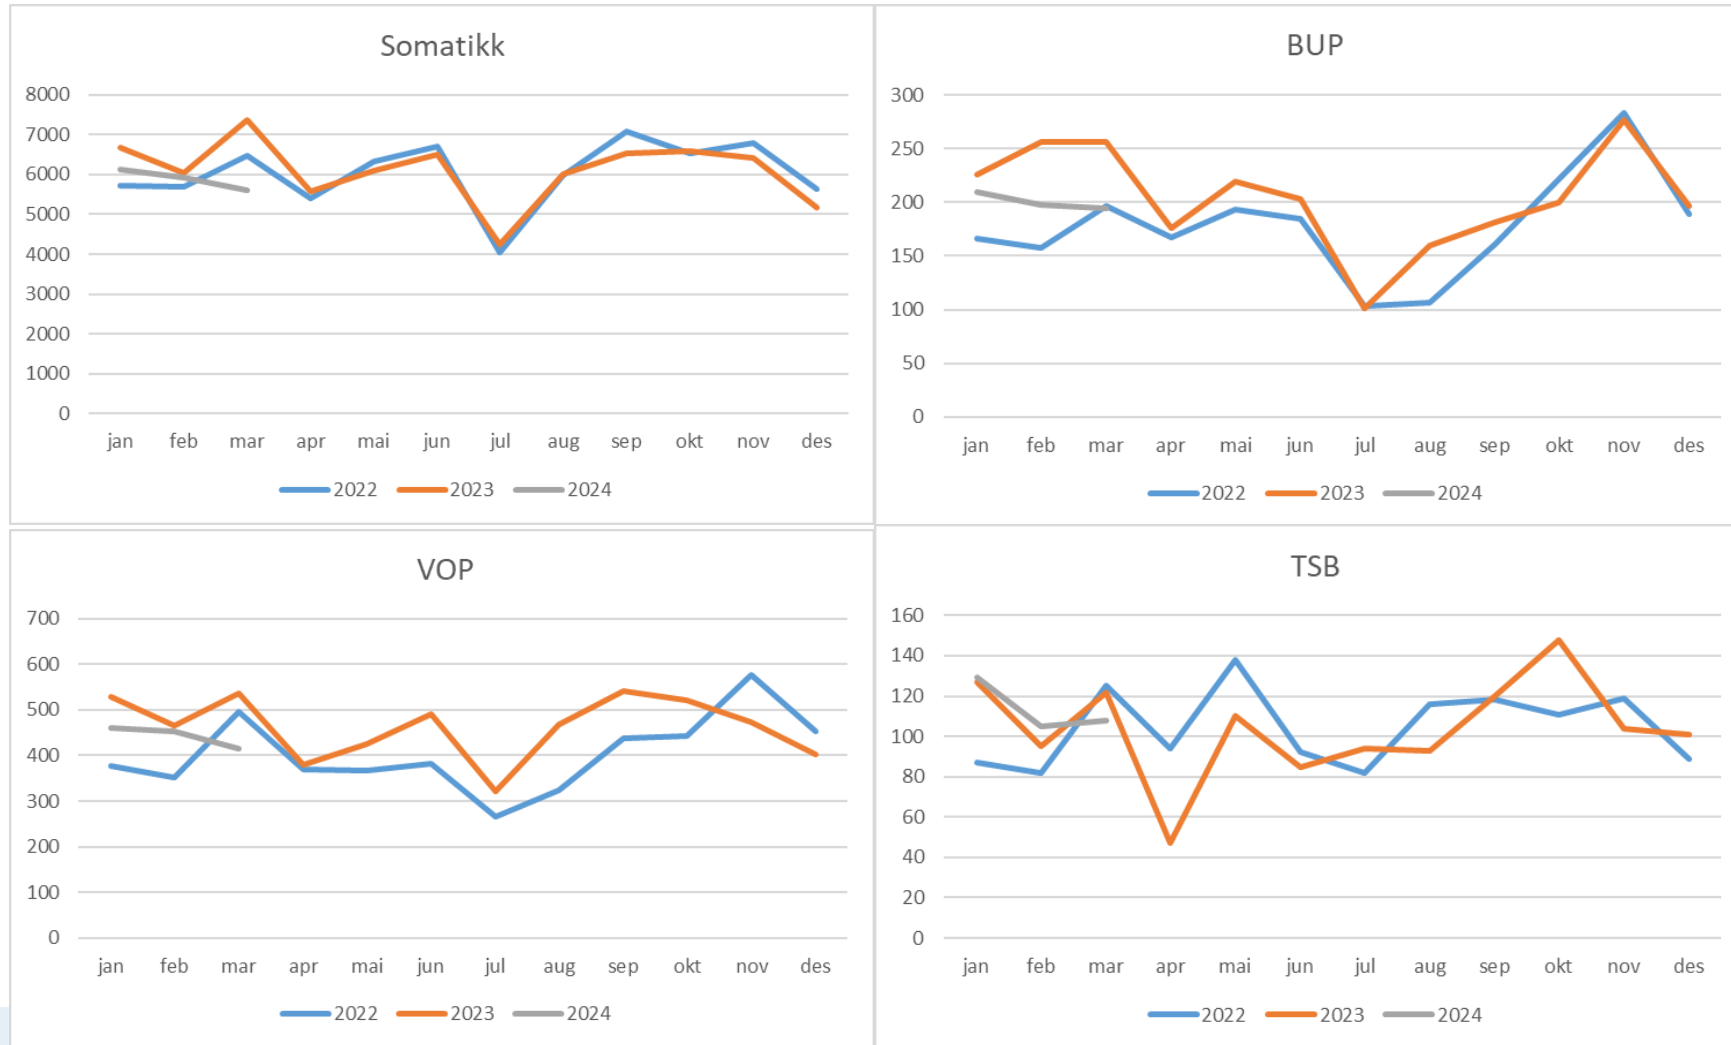 Somatikk
8000
7000
6000
5000
4000
3000
2000
1000
0
jan feb mar apr mai jun jul aug sep okt nov des
2022 2023 2024
BUP
300
250
200
150
100
50
0
jan feb mar apr mai jun jul aug sep okt nov des
2022 2023 2024
VOP
700
600
500
400
300
200
100
0
jan feb mar apr mai jun jul aug sep okt nov des
2022 2023 2024
TSB
160
140
120
100
80
60
40
20
0
jan feb mar apr mai jun jul aug sep okt nov des
2022 2023 2024